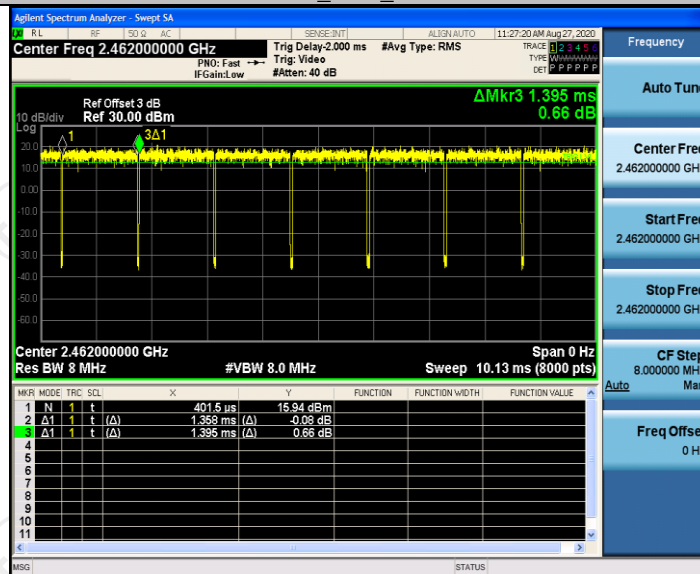 Agilent Spectrum Analyzer - Swept SA
RL RF 50 Ω AC SENSE:INT ALIGN AUTO 11:27:20 AM Aug 27, 2020
Center Freq 2.462000000 GHz
PNO: Fast
IFGain:Low
Trig Delay-2.000 ms
Trig: Video
#Atten: 40 dB
#Avg Type: RMS
TRACE 1 2 3 4 5 6
TYPE W
DET P P P P P P
ΔMkr3 1.395 ms
0.66 dB
Ref Offset 3 dB
10 dB/div Ref 30.00 dBm
Log
1
3Δ1
20.0
10.0
0.00
-10.0
-20.0
-30.0
-40.0
-50.0
-60.0
Center 2.462000000 GHz Span 0 Hz
Res BW 8 MHz #VBW 8.0 MHz Sweep 10.13 ms (8000 pts)
MKR MODE TRC SCL X Y FUNCTION FUNCTION WIDTH FUNCTION VALUE
1 N 1 t 401.5 µs 15.94 dBm
2 Δ1 1 t (Δ) 1.358 ms (Δ) -0.08 dB
3 Δ1 1 t (Δ) 1.395 ms (Δ) 0.66 dB
4
5
6
7
8
9
10
11
MSG STATUS
Frequency
Auto Tun
Center Fre
2.462000000 GH
Start Fre
2.462000000 GH
Stop Fre
2.462000000 GH
CF Step
8.000000 MH
Auto Ma
Freq Offse
0 H